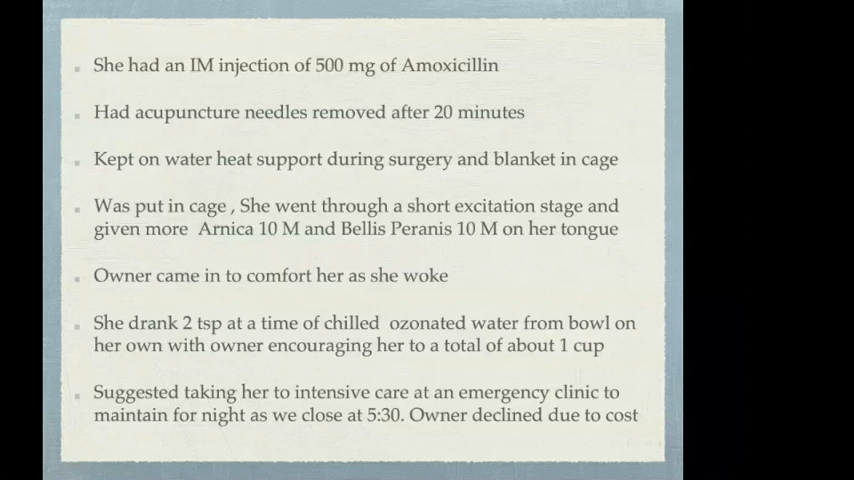 She had an IM injection of 500 mg of Amoxicillin
Had acupuncture needles removed after 20 minutes
Kept on water heat support during surgery and blanket in cage
Was put in cage , She went through a short excitation stage and
given more Arnica 10 M and Bellis Peranis 10 M on her tongue
Owner came in to comfort her as she woke
She drank 2 tsp at a time of chilled ozonated water from bowl on
her own with owner encouraging her to a total of about 1 cup
Suggested taking her to intensive care at an emergency clinic to
maintain for night as we close at 5:30. Owner declined due to cost